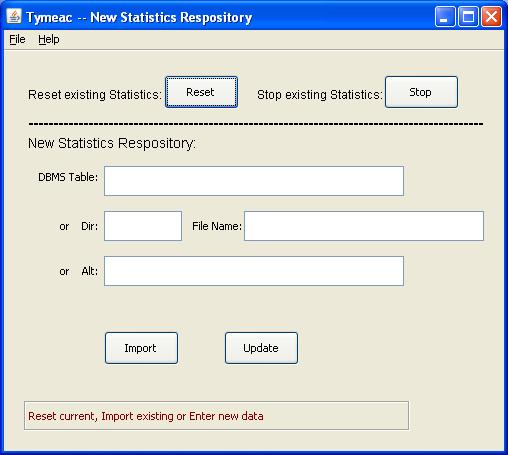 Tymeac -- New Statistics Respository
File Help
Reset existing Statistics: Reset Stop existing Statistics: Stop
New Statistics Respository:
DBMS Table:
or Dir: File Name:
or Alt:
Import Update
Reset current, Import existing or Enter new data